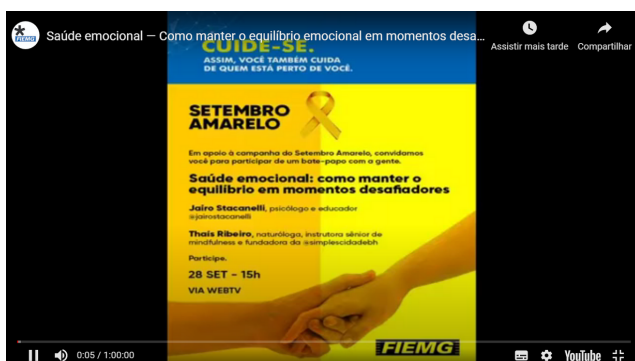 FIEMG
Saúde emocional — Como manter o equilíbrio emocional em momentos desa...
Assistir mais tarde
Compartilhar
CUIDE-SE.
ASSIM, VOCÊ TAMBÉM CUIDA
DE QUEM ESTÁ PERTO DE VOCÊ.
SETEMBRO
AMARELO
Em apoio à campanha do Setembro Amarelo, convidamos
você para participar de um bate-papo com a gente.
Saúde emocional: como manter o
equilíbrio em momentos desafiadores
Jairo Stacanelli, psicólogo e educador
@jairostacanelli
Thaís Ribeiro, naturóloga, instrutora sênior de
mindfulness e fundadora da @simplescidadebh
Participe.
28 SET - 15h
VIA WEBTV
FIEMG
0:05 / 1:00:00
YouTube